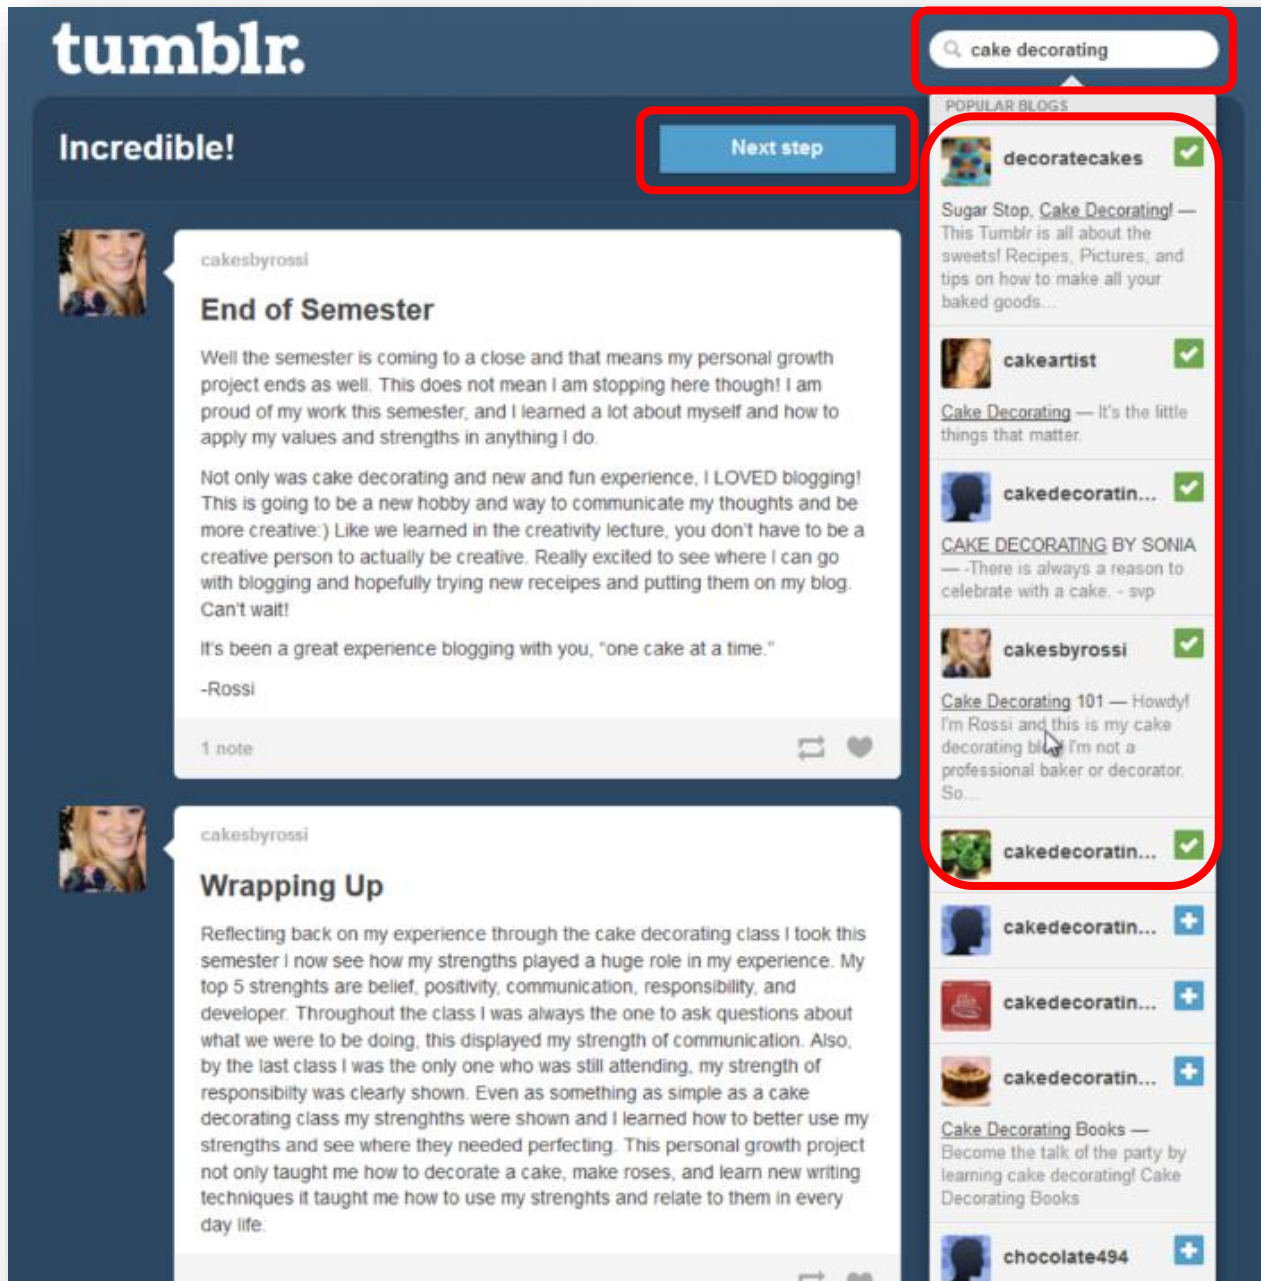 tumblr.
cake decorating
Incredible!
Next step
cakesbyrossi
End of Semester
Well the semester is coming to a close and that means my personal growth
project ends as well. This does not mean I am stopping here though! I am
proud of my work this semester, and I learned a lot about myself and how to
apply my values and strengths in anything I do.
Not only was cake decorating and new and fun experience, I LOVED blogging!
This is going to be a new hobby and way to communicate my thoughts and be
more creative:) Like we learned in the creativity lecture, you don't have to be a
creative person to actually be creative. Really excited to see where I can go
with blogging and hopefully trying new receipes and putting them on my blog.
Can't wait!
It's been a great experience blogging with you, "one cake at a time."
-Rossi
1 note
cakesbyrossi
Wrapping Up
Reflecting back on my experience through the cake decorating class I took this
semester I now see how my strengths played a huge role in my experience. My
top 5 strenghts are belief, positivity, communication, responsibility, and
developer. Throughout the class I was always the one to ask questions about
what we were to be doing, this displayed my strength of communication. Also,
by the last class I was the only one who was still attending, my strength of
responsibilty was clearly shown. Even as something as simple as a cake
decorating class my strenghths were shown and I learned how to better use my
strengths and see where they needed perfecting. This personal growth project
not only taught me how to decorate a cake, make roses, and learn new writing
techniques it taught me how to use my strenghts and relate to them in every
day life.
POPULAR BLOGS
decoratecakes
Sugar Stop, Cake Decorating! —
This Tumblr is all about the
sweets! Recipes, Pictures, and
tips on how to make all your
baked goods...
cakeartist
Cake Decorating — It's the little
things that matter.
cakedecoratin...
CAKE DECORATING BY SONIA
— -There is always a reason to
celebrate with a cake. - svp
cakesbyrossi
Cake Decorating 101 — Howdy!
I'm Rossi and this is my cake
decorating I'm not a
professional baker or decorator.
So...
cakedecoratin...
cakedecoratin...
cakedecoratin...
cakedecoratin...
Cake Decorating Books —
Become the talk of the party by
learning cake decorating! Cake
Decorating Books
chocolate494